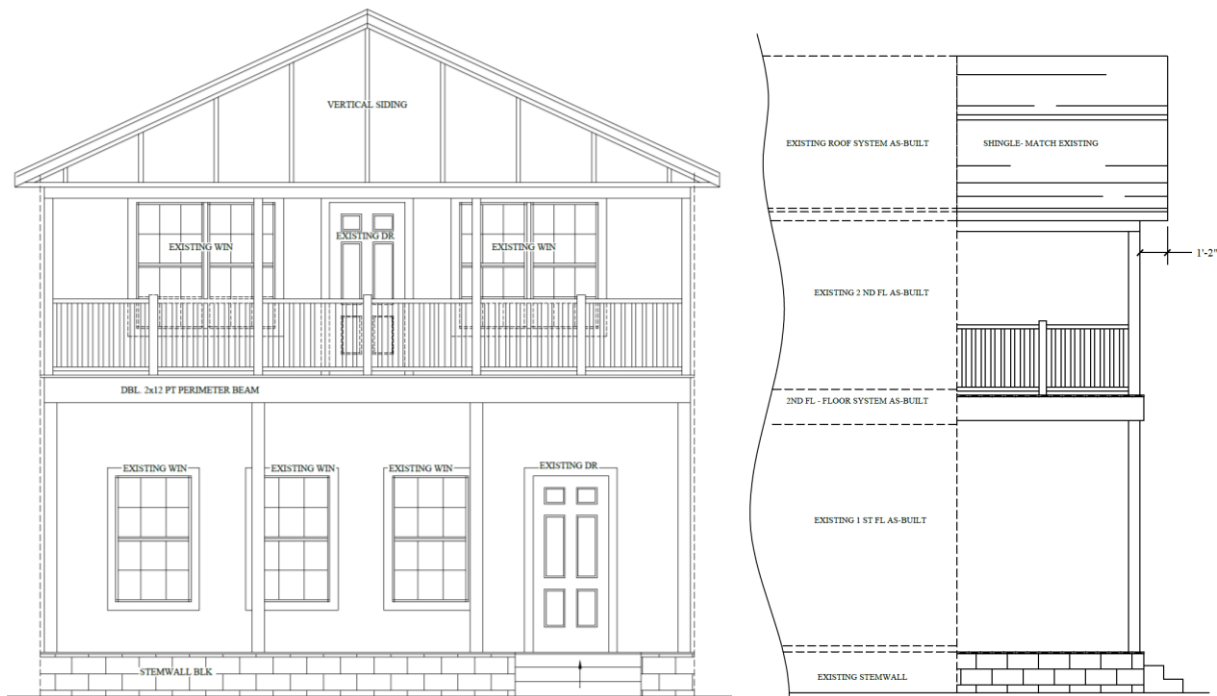 VERTICAL SIDING
EXISTING WIN
EXISTING DR
EXISTING WIN
DBL. 2x12 PT PERIMETER BEAM
EXISTING WIN
EXISTING WIN
EXISTING WIN
EXISTING DR
STEMWALL BLK
EXISTING ROOF SYSTEM AS-BUILT
SHINGLE- MATCH EXISTING
1'-2"
EXISTING 2 ND FL AS-BUILT
2ND FL - FLOOR SYSTEM AS-BUILT
EXISTING 1 ST FL AS-BUILT
EXISTING STEMWALL